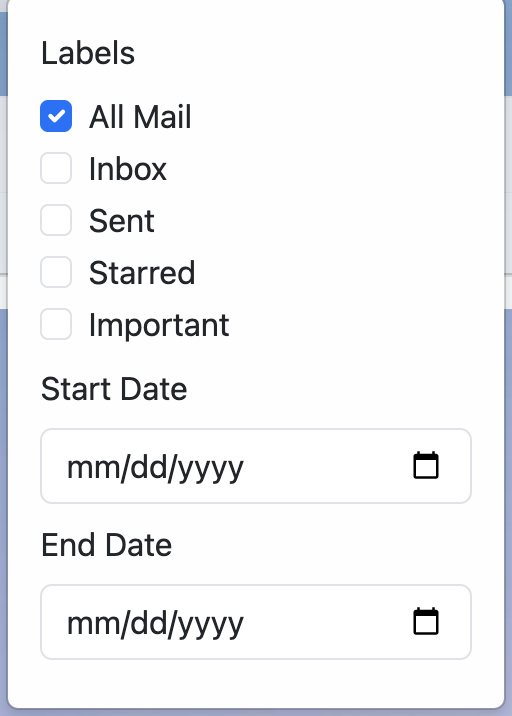 Labels
All Mail
Inbox
Sent
Starred
Important
Start Date
mm/dd/yyyy
End Date
mm/dd/yyyy